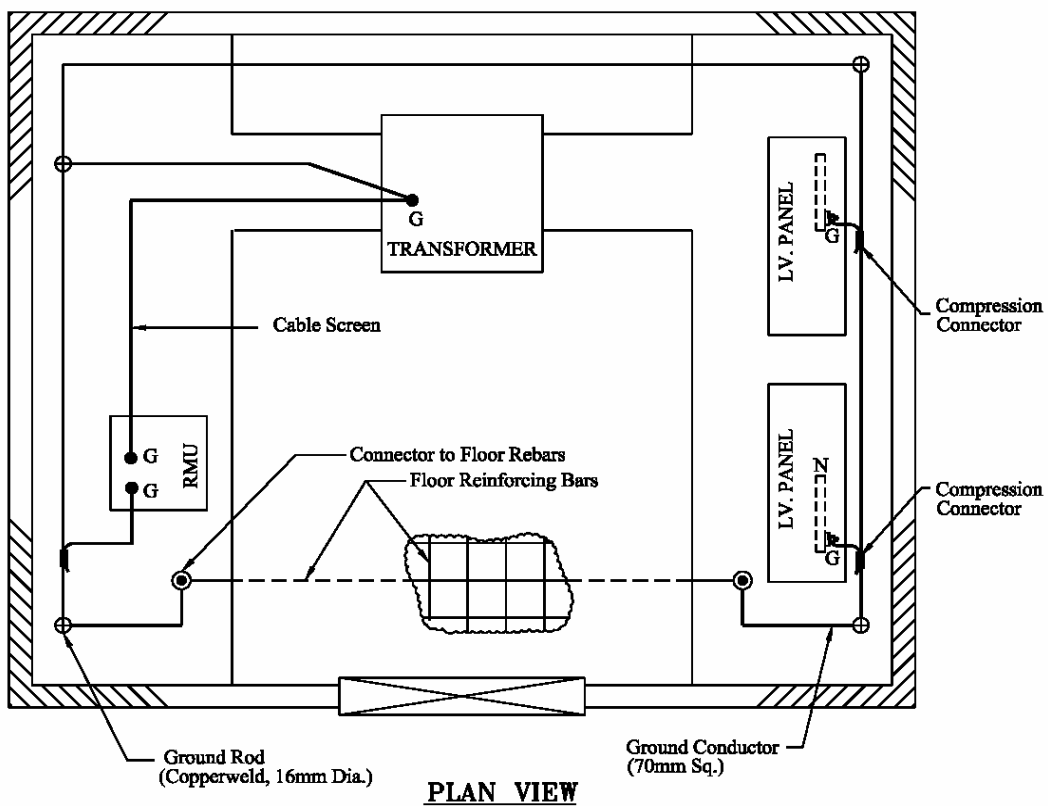 G
TRANSFORMER
LV. PANEL
G
Compression
Connector
Cable Screen
G
G
RMU
Connector to Floor Rebars
Floor Reinforcing Bars
LV. PANEL
N
G
Compression
Connector
Ground Rod
(Copperweld, 16mm Dia.)
Ground Conductor
(70mm Sq.)
PLAN VIEW